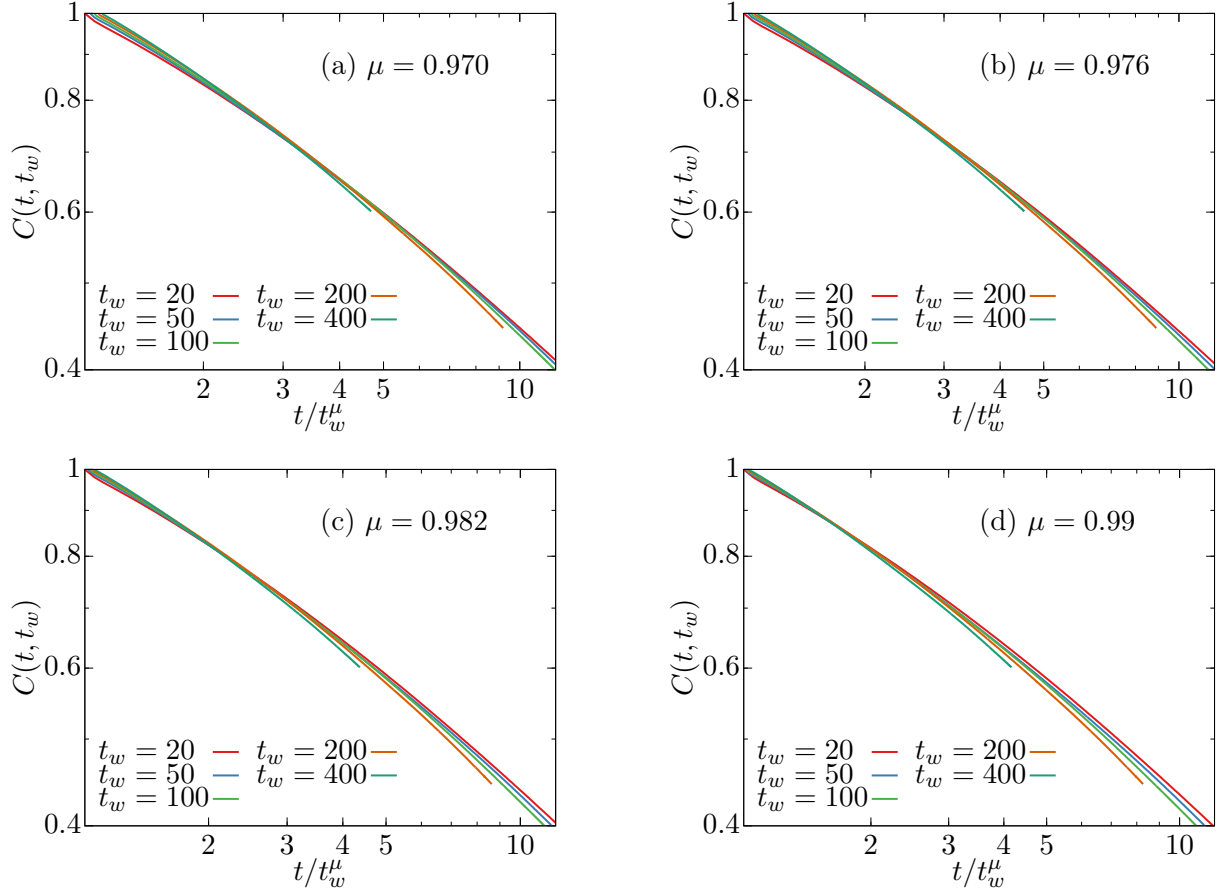 1
(a) μ = 0.970
0.8
C(t, t_w)
0.6
t_w = 20 t_w = 200
t_w = 50 t_w = 400
t_w = 100
0.4
2 3 4 5 10
t/t_w^μ
1
(b) μ = 0.976
0.8
C(t, t_w)
0.6
t_w = 20 t_w = 200
t_w = 50 t_w = 400
t_w = 100
0.4
2 3 4 5 10
t/t_w^μ
1
(c) μ = 0.982
0.8
C(t, t_w)
0.6
t_w = 20 t_w = 200
t_w = 50 t_w = 400
t_w = 100
0.4
2 3 4 5 10
t/t_w^μ
1
(d) μ = 0.99
0.8
C(t, t_w)
0.6
t_w = 20 t_w = 200
t_w = 50 t_w = 400
t_w = 100
0.4
2 3 4 5 10
t/t_w^μ